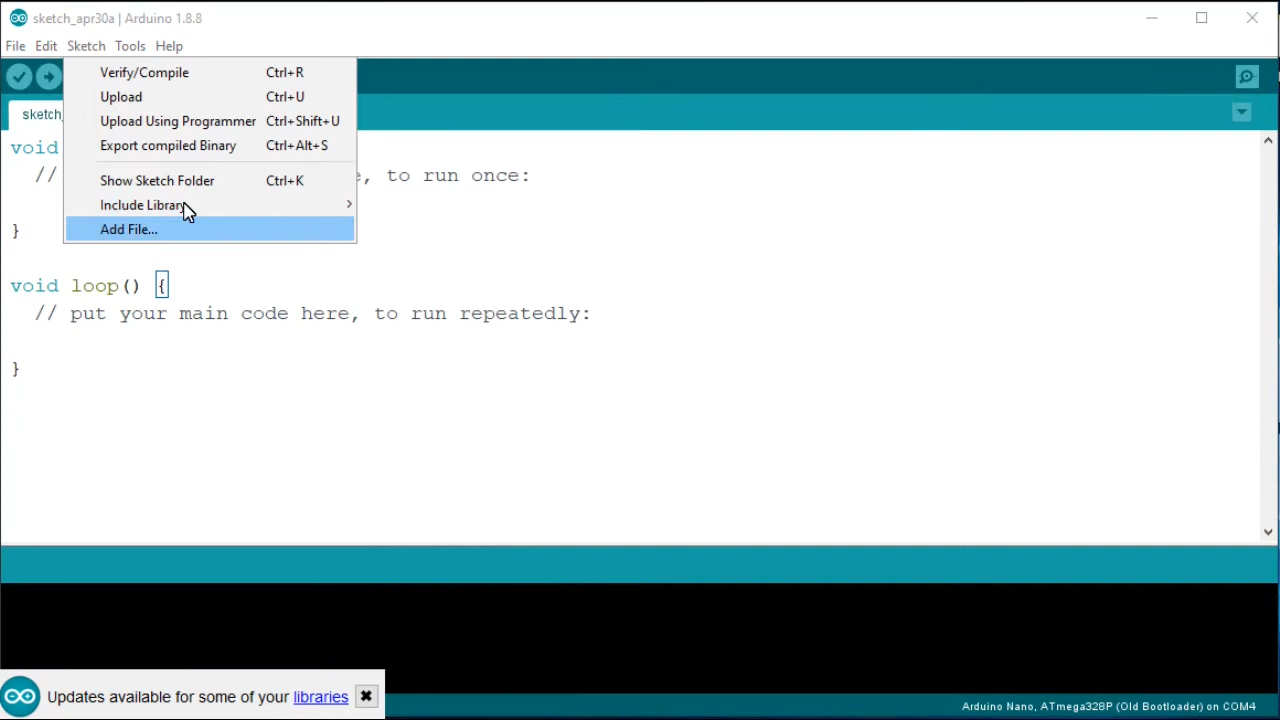 sketch_apr30a | Arduino 1.8.8
File Edit Sketch Tools Help
Verify/Compile Ctrl+R
Upload Ctrl+U
Upload Using Programmer Ctrl+Shift+U
Export compiled Binary Ctrl+Alt+S
Show Sketch Folder Ctrl+K
Include Library
Add File...
sketch_
void
// e, to run once:
}
void loop() {
// put your main code here, to run repeatedly:
}
Updates available for some of your libraries
Arduino Nano, ATmega328P (Old Bootloader) on COM4